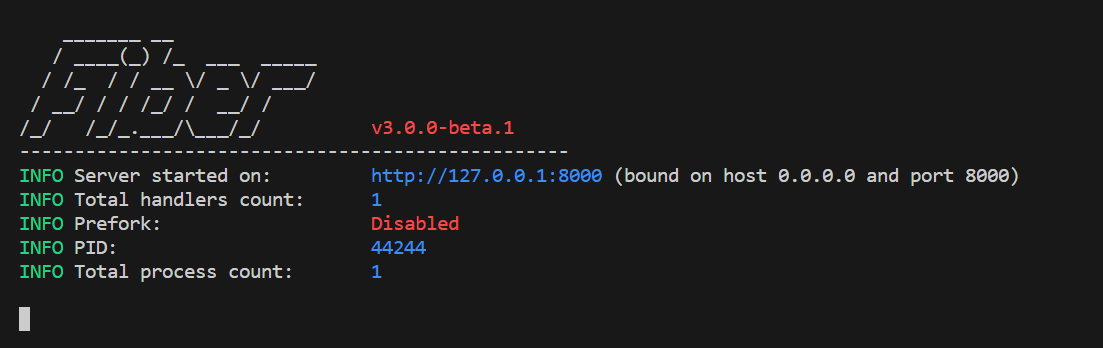 _______ __
   / ____(_) /_  ___  _____
  / /_  / / __ \/ _ \/ ___/
 / __/ / / /_/ /  __/ /
/_/   /_/_.___/\___/_/          v3.0.0-beta.1
--------------------------------------------------
INFO Server started on:         http://127.0.0.1:8000 (bound on host 0.0.0.0 and port 8000)
INFO Total handlers count:      1
INFO Prefork:                   Disabled
INFO PID:                       44244
INFO Total process count:       1